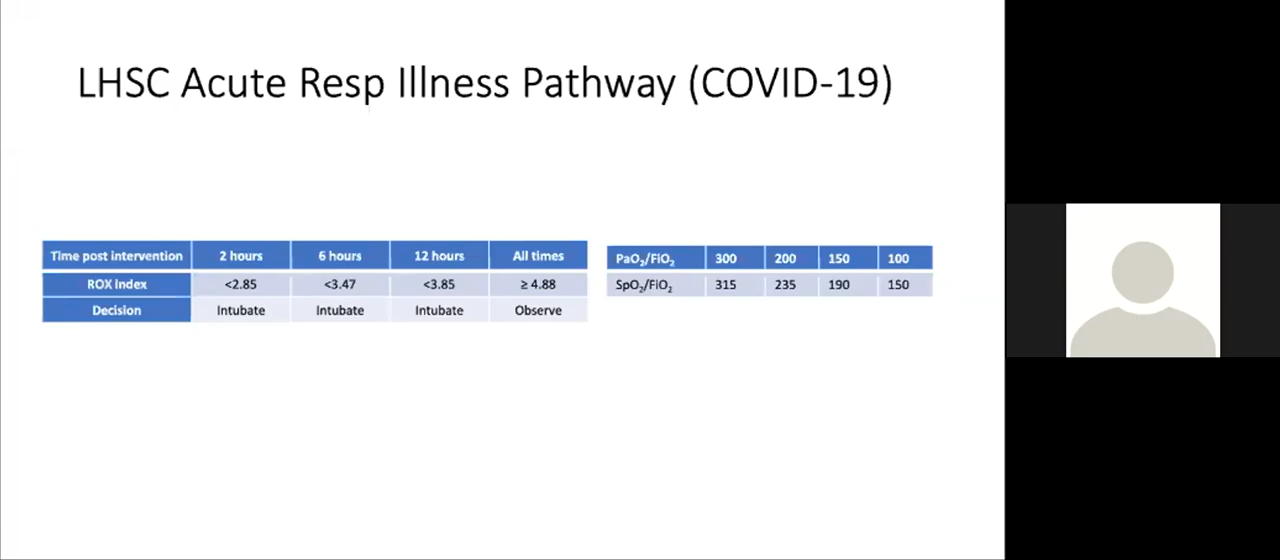 LHSC Acute Resp Illness Pathway (COVID-19)
Time post intervention 2 hours 6 hours 12 hours All times
ROX Index <2.85 <3.47 <3.85 ≥ 4.88
Decision Intubate Intubate Intubate Observe
PaO₂/FiO₂ 300 200 150 100
SpO₂/FiO₂ 315 235 190 150